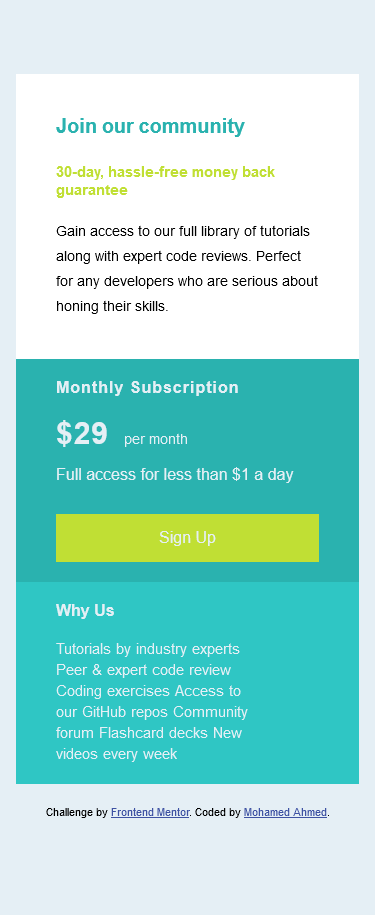 Join our community
30-day, hassle-free money back
guarantee
Gain access to our full library of tutorials
along with expert code reviews. Perfect
for any developers who are serious about
honing their skills.
Monthly Subscription
$29 per month
Full access for less than $1 a day
Sign Up
Why Us
Tutorials by industry experts
Peer & expert code review
Coding exercises Access to
our GitHub repos Community
forum Flashcard decks New
videos every week
Challenge by Frontend Mentor. Coded by Mohamed Ahmed.